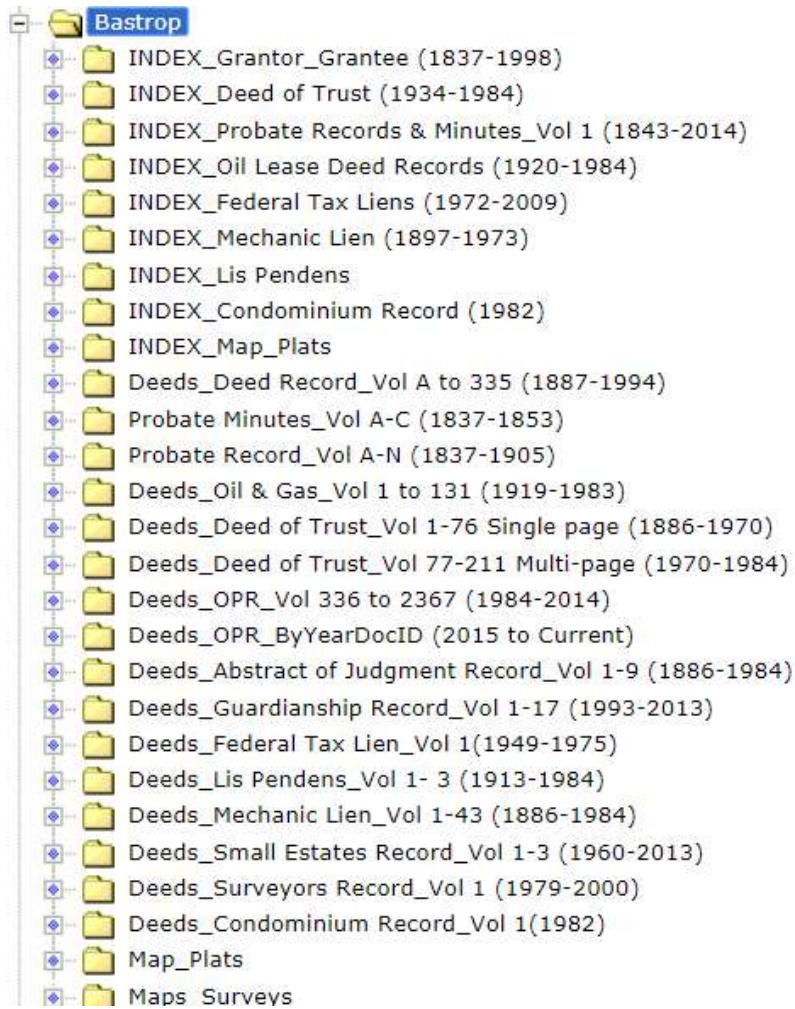 Bastrop
INDEX_Grantor_Grantee (1837-1998)
INDEX_Deed of Trust (1934-1984)
INDEX_Probate Records & Minutes_Vol 1 (1843-2014)
INDEX_Oil Lease Deed Records (1920-1984)
INDEX_Federal Tax Liens (1972-2009)
INDEX_Mechanic Lien (1897-1973)
INDEX_Lis Pendens
INDEX_Condominium Record (1982)
INDEX_Map_Plats
Deeds_Deed Record_Vol A to 335 (1887-1994)
Probate Minutes_Vol A-C (1837-1853)
Probate Record_Vol A-N (1837-1905)
Deeds_Oil & Gas_Vol 1 to 131 (1919-1983)
Deeds_Deed of Trust_Vol 1-76 Single page (1886-1970)
Deeds_Deed of Trust_Vol 77-211 Multi-page (1970-1984)
Deeds_OPR_Vol 336 to 2367 (1984-2014)
Deeds_OPR_ByYearDocID (2015 to Current)
Deeds_Abstract of Judgment Record_Vol 1-9 (1886-1984)
Deeds_Guardianship Record_Vol 1-17 (1993-2013)
Deeds_Federal Tax Lien_Vol 1(1949-1975)
Deeds_Lis Pendens_Vol 1- 3 (1913-1984)
Deeds_Mechanic Lien_Vol 1-43 (1886-1984)
Deeds_Small Estates Record_Vol 1-3 (1960-2013)
Deeds_Surveyors Record_Vol 1 (1979-2000)
Deeds_Condominium Record_Vol 1(1982)
Map_Plats
Maps_Surveys